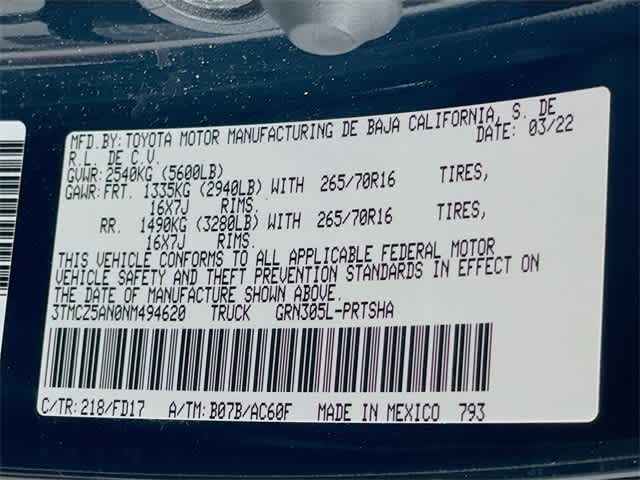 MFD.BY:TOYOTA MOTOR MANUFACTURING DE BAJA CALIFORNIA, S. DE
R.L. DE C.V. DATE: 03/22
GVWR:2540KG (5600LB)
GAWR:FRT. 1335KG (2940LB) WITH 265/70R16 TIRES,
16X7J RIMS.
RR. 1490KG (3280LB) WITH 265/70R16 TIRES,
16X7J RIMS.
THIS VEHICLE CONFORMS TO ALL APPLICABLE FEDERAL MOTOR
VEHICLE SAFETY AND THEFT PREVENTION STANDARDS IN EFFECT ON
THE DATE OF MANUFACTURE SHOWN ABOVE.
3TMCZ5AN0NM494620 TRUCK GRN305L-PRTSHA
C/TR:218/FD17 A/TM:B07B/AC60F MADE IN MEXICO 793